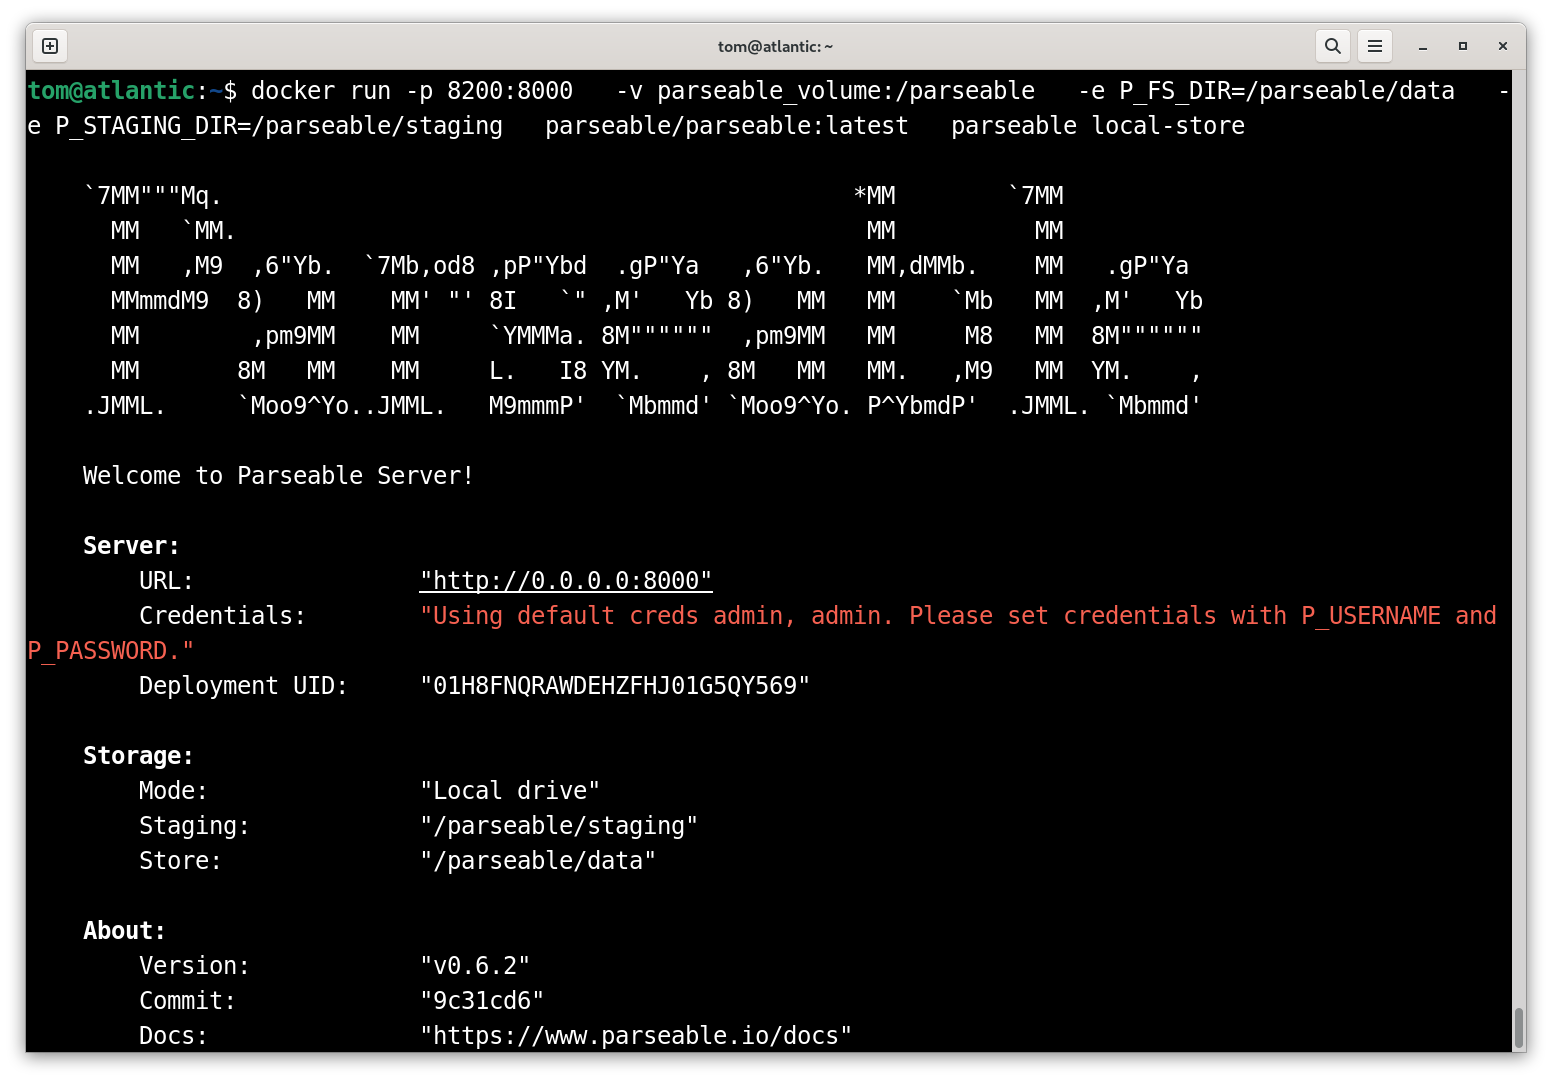 tom@atlantic: ~
tom@atlantic:~$ docker run -p 8200:8000   -v parseable_volume:/parseable   -e P_FS_DIR=/parseable/data   -
e P_STAGING_DIR=/parseable/staging   parseable/parseable:latest   parseable local-store
    `7MM"""Mq.                                             *MM        `7MM
      MM   `MM.                                             MM          MM
      MM   ,M9  ,6"Yb.  `7Mb,od8 ,pP"Ybd  .gP"Ya   ,6"Yb.   MM,dMMb.    MM   .gP"Ya
      MMmmdM9  8)   MM    MM' "' 8I   `" ,M'   Yb 8)   MM   MM    `Mb   MM  ,M'   Yb
      MM        ,pm9MM    MM     `YMMMa. 8M""""""  ,pm9MM   MM     M8   MM  8M""""""
      MM       8M   MM    MM     L.   I8 YM.    , 8M   MM   MM.   ,M9   MM  YM.    ,
    .JMML.     `Moo9^Yo..JMML.   M9mmmP'  `Mbmmd' `Moo9^Yo. P^YbmdP'  .JMML. `Mbmmd'
    Welcome to Parseable Server!
    Server:
        URL:                "http://0.0.0.0:8000"
        Credentials:        "Using default creds admin, admin. Please set credentials with P_USERNAME and
P_PASSWORD."
        Deployment UID:     "01H8FNQRAWDEHZFHJ01G5QY569"
    Storage:
        Mode:               "Local drive"
        Staging:            "/parseable/staging"
        Store:              "/parseable/data"
    About:
        Version:            "v0.6.2"
        Commit:             "9c31cd6"
        Docs:               "https://www.parseable.io/docs"